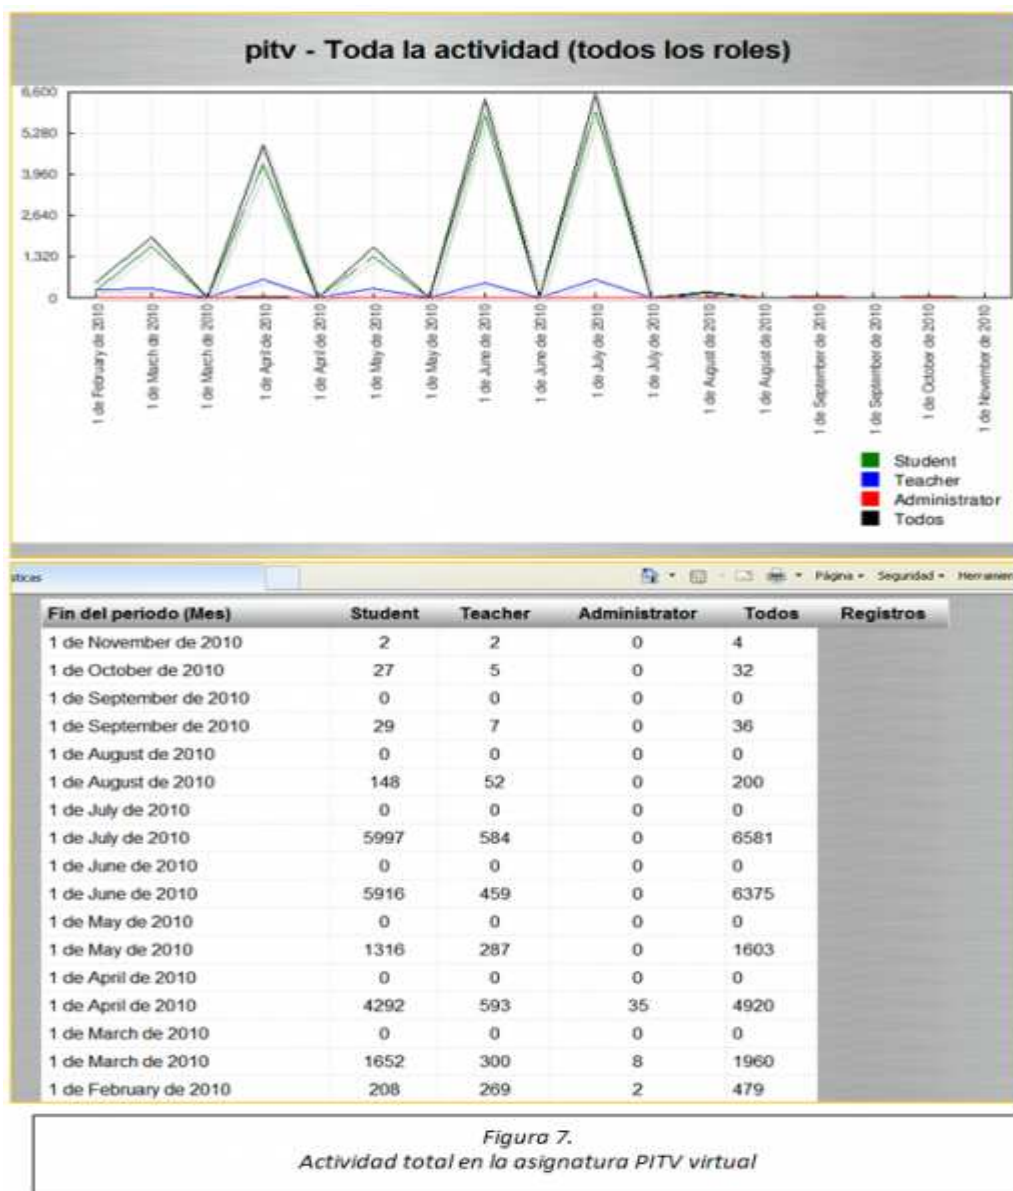 pitv - Toda la actividad (todos los roles)
6,600
5,280
3,960
2,640
1,320
0
1 de February de 2010
1 de March de 2010
1 de March de 2010
1 de April de 2010
1 de April de 2010
1 de May de 2010
1 de May de 2010
1 de June de 2010
1 de June de 2010
1 de July de 2010
1 de July de 2010
1 de August de 2010
1 de August de 2010
1 de September de 2010
1 de September de 2010
1 de October de 2010
1 de November de 2010
Student
Teacher
Administrator
Todos
sticas Página Seguridad Herramien
Fin del periodo (Mes) Student Teacher Administrator Todos Registros
1 de November de 2010 2 2 0 4
1 de October de 2010 27 5 0 32
1 de September de 2010 0 0 0 0
1 de September de 2010 29 7 0 36
1 de August de 2010 0 0 0 0
1 de August de 2010 148 52 0 200
1 de July de 2010 0 0 0 0
1 de July de 2010 5997 584 0 6581
1 de June de 2010 0 0 0 0
1 de June de 2010 5916 459 0 6375
1 de May de 2010 0 0 0 0
1 de May de 2010 1316 287 0 1603
1 de April de 2010 0 0 0 0
1 de April de 2010 4292 593 35 4920
1 de March de 2010 0 0 0 0
1 de March de 2010 1652 300 8 1960
1 de February de 2010 208 269 2 479
Figura 7.
Actividad total en la asignatura PITV virtual